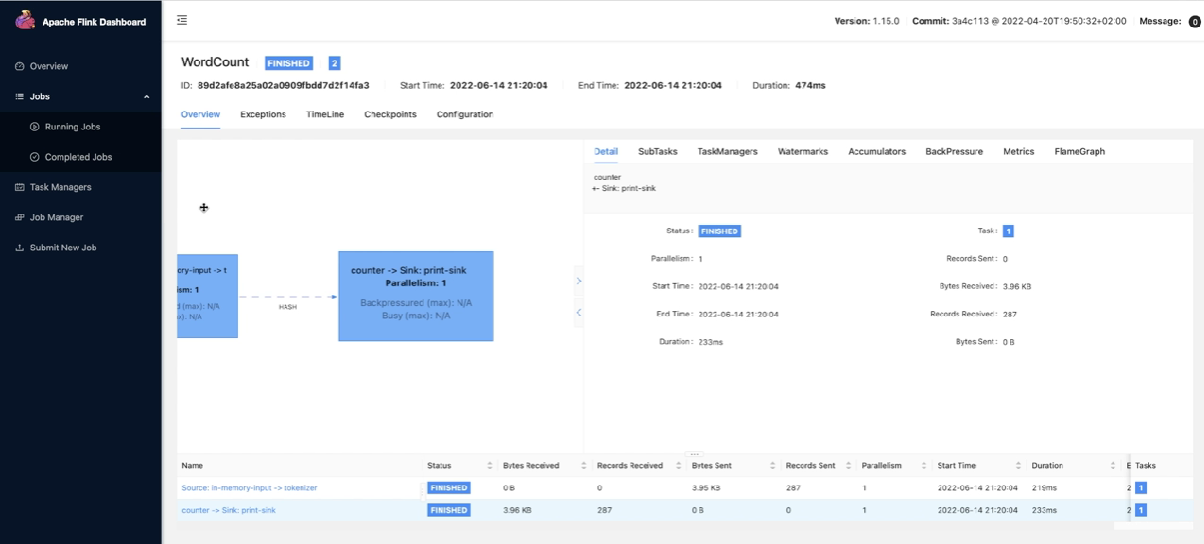 Apache Flink Dashboard
Version: 1.15.0 Commit: 3a4c113 @ 2022-04-20T19:50:32+02:00 Message: 0
Overview
Jobs
Running Jobs
Completed Jobs
Task Managers
Job Manager
Submit New Job
WordCount FINISHED 2
ID: 89d2afe8a25a02a0909fbdd7d2f14fa3 Start Time: 2022-06-14 21:20:04 End Time: 2022-06-14 21:20:04 Duration: 474ms
Overview Exceptions TimeLine Checkpoints Configuration
ory-input -> t
ism: 1
d (max): N/A
x): N/A
HASH
counter -> Sink: print-sink
Parallelism: 1
Backpressured (max): N/A
Busy (max): N/A
Detail SubTasks TaskManagers Watermarks Accumulators BackPressure Metrics FlameGraph
counter
← Sink: print-sink
Status: FINISHED Task: 1
Parallelism: 1 Records Sent: 0
Start Time: 2022-06-14 21:20:04 Bytes Received: 3.96 KB
End Time: 2022-06-14 21:20:04 Records Received: 287
Duration: 233ms Bytes Sent: 0 B
Name Status Bytes Received Records Received Bytes Sent Records Sent Parallelism Start Time Duration E Tasks
Source: in-memory-input -> tokenizer FINISHED 0 B 0 3.95 KB 287 1 2022-06-14 21:20:04 219ms 2 1
counter -> Sink: print-sink FINISHED 3.96 KB 287 0 B 0 1 2022-06-14 21:20:04 233ms 2 1